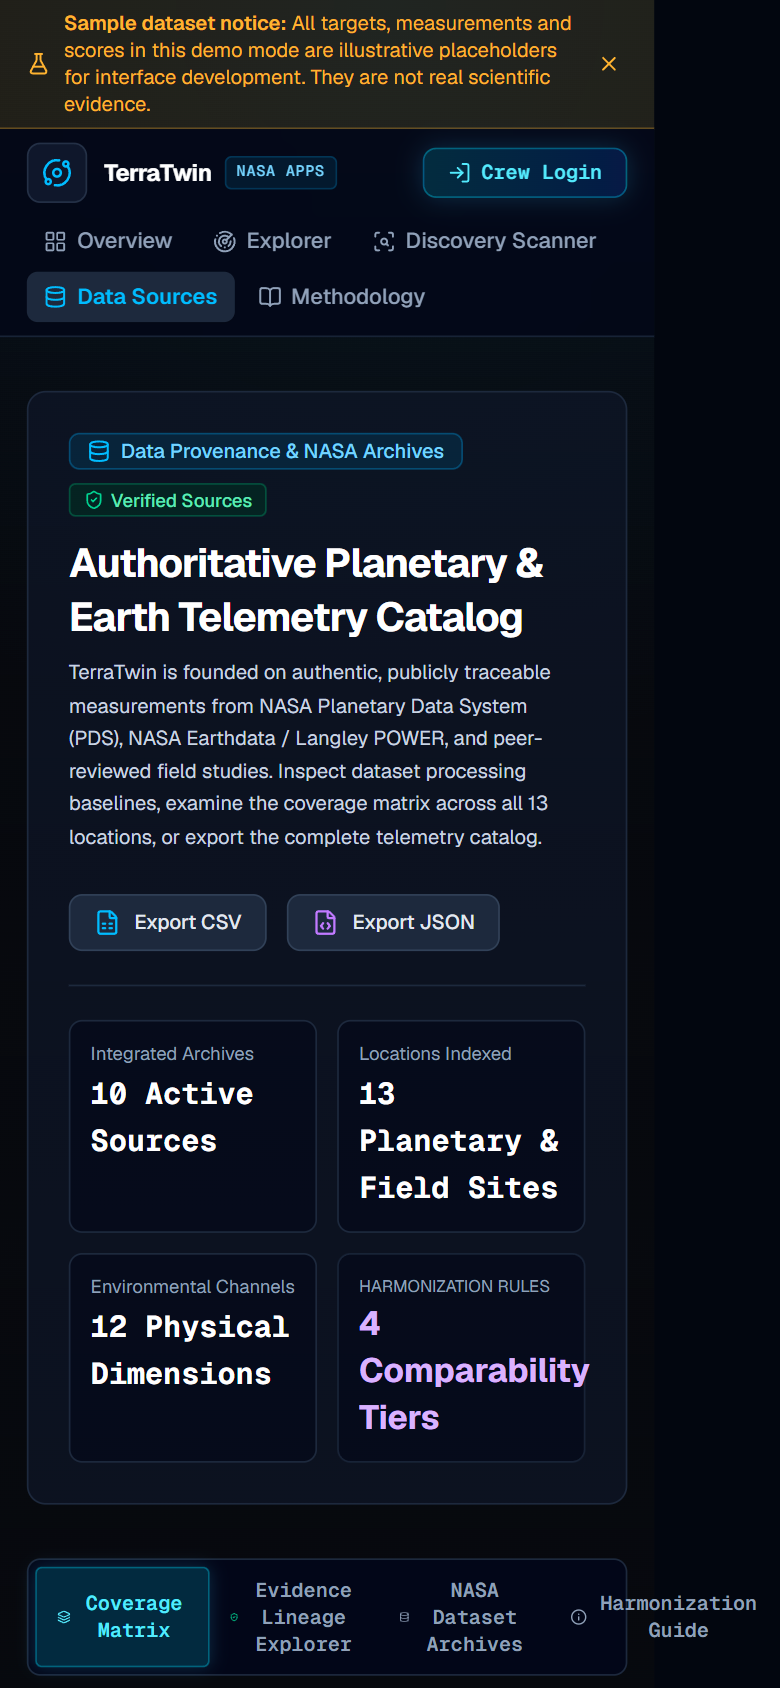 Sample dataset notice: All targets, measurements and
scores in this demo mode are illustrative placeholders
for interface development. They are not real scientific
evidence.
TerraTwin NASA APPS Crew Login
Overview Explorer Discovery Scanner
Data Sources Methodology
Data Provenance & NASA Archives
Verified Sources
Authoritative Planetary &
Earth Telemetry Catalog
TerraTwin is founded on authentic, publicly traceable
measurements from NASA Planetary Data System
(PDS), NASA Earthdata / Langley POWER, and peer-
reviewed field studies. Inspect dataset processing
baselines, examine the coverage matrix across all 13
locations, or export the complete telemetry catalog.
Export CSV Export JSON
Integrated Archives
10 Active
Sources
Locations Indexed
13
Planetary &
Field Sites
Environmental Channels
12 Physical
Dimensions
HARMONIZATION RULES
4
Comparability
Tiers
Coverage
Matrix
Evidence
Lineage
Explorer
NASA
Dataset
Archives
Harmonization
Guide